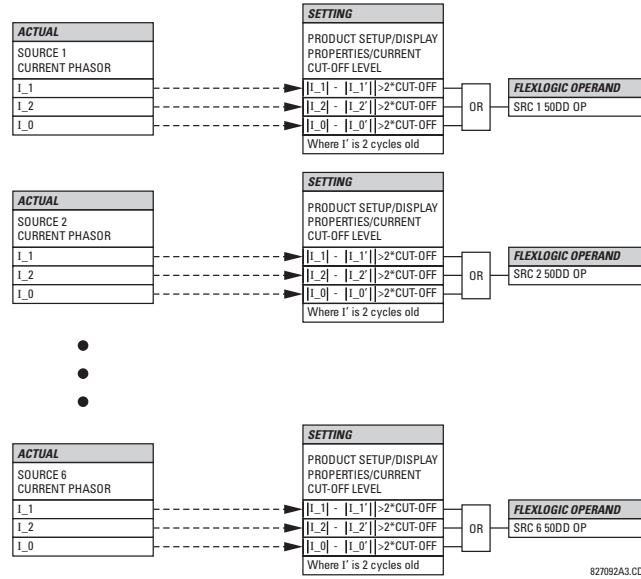 SETTING
ACTUAL
PRODUCT SETUP/DISPLAY
SOURCE 1
PROPERTIES/CURRENT
CURRENT PHASOR
CUT-OFF LEVEL
I_1
||I_1| - |I_1'||>2*CUT-OFF
FLEXLOGIC OPERAND
I_2
||I_2| - |I_2'||>2*CUT-OFF
OR
SRC 1 50DD OP
I_0
||I_0| - |I_0'||>2*CUT-OFF
Where I' is 2 cycles old
SETTING
ACTUAL
PRODUCT SETUP/DISPLAY
SOURCE 2
PROPERTIES/CURRENT
CURRENT PHASOR
CUT-OFF LEVEL
I_1
||I_1| - |I_1'||>2*CUT-OFF
FLEXLOGIC OPERAND
I_2
||I_2| - |I_2'||>2*CUT-OFF
OR
SRC 2 50DD OP
I_0
||I_0| - |I_0'||>2*CUT-OFF
Where I' is 2 cycles old
SETTING
ACTUAL
PRODUCT SETUP/DISPLAY
SOURCE 6
PROPERTIES/CURRENT
CURRENT PHASOR
CUT-OFF LEVEL
I_1
||I_1| - |I_1'||>2*CUT-OFF
FLEXLOGIC OPERAND
I_2
||I_2| - |I_2'||>2*CUT-OFF
OR
SRC 6 50DD OP
I_0
||I_0| - |I_0'||>2*CUT-OFF
Where I' is 2 cycles old
827092A3.CD